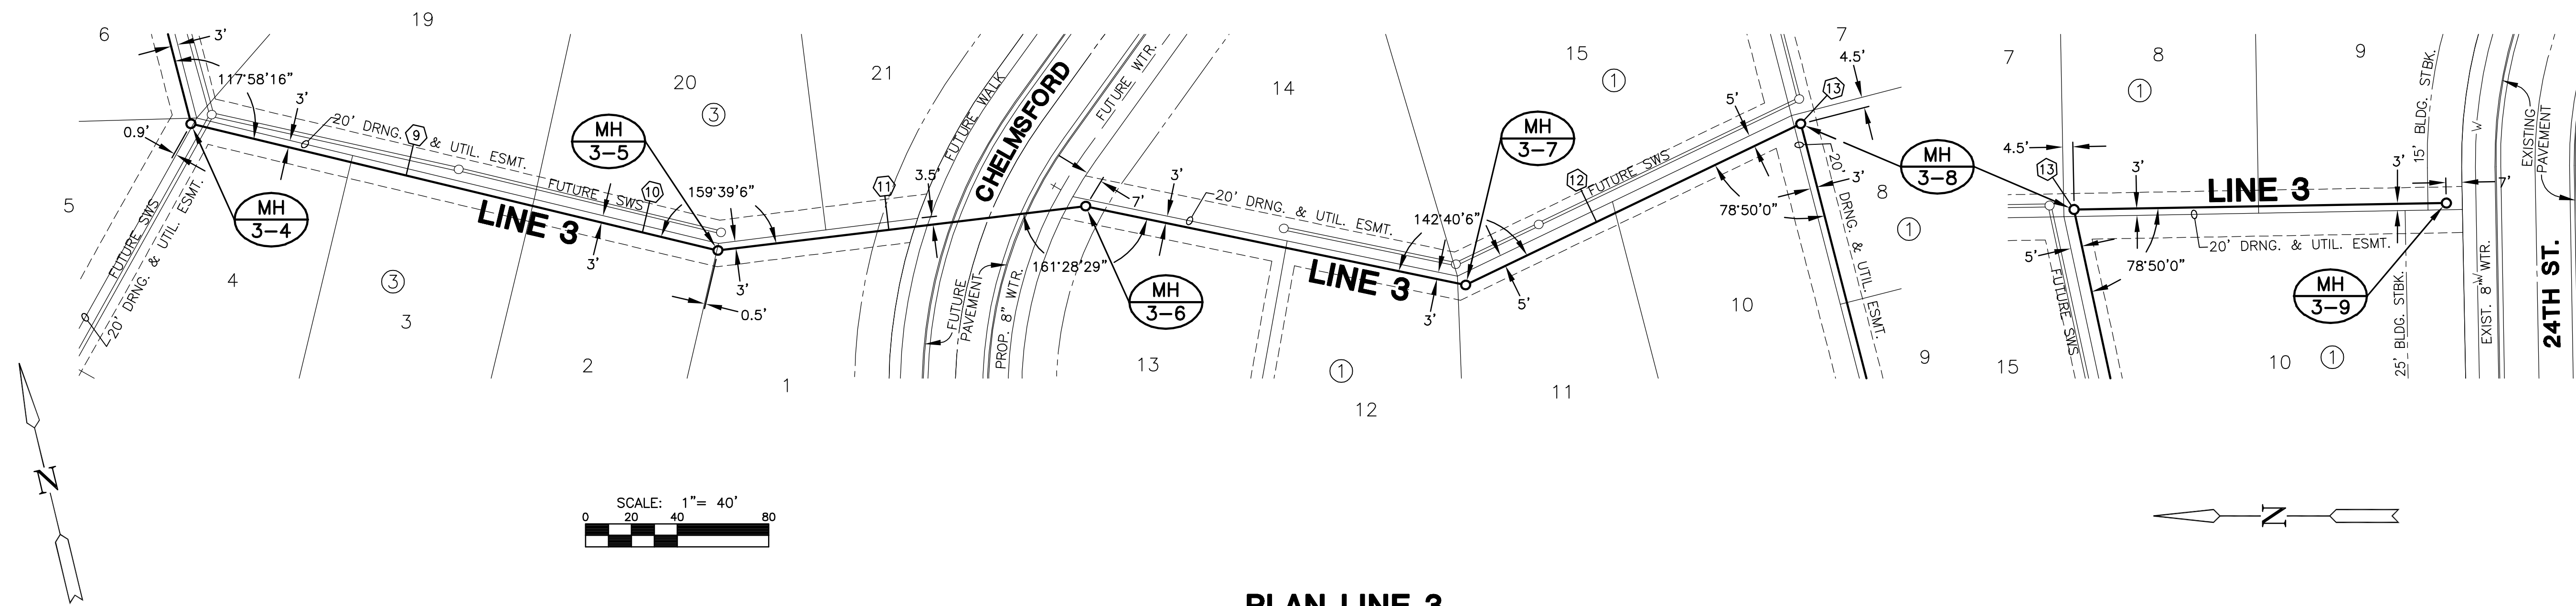 6
19
3'
117°58'16"
3'
0.9'
20' DRNG. & UTIL. ESMT.
9
20
3
21
MH
3-5
FUTURE SWS
10
159°39'6"
11
3.5'
5
FUTURE SWS
20' DRNG. & UTIL. ESMT.
MH
3-4
4
3
3
LINE 3
3'
3'
0.5'
2
1
FUTURE WALK
CHELMSFORD
FUTURE WTR.
FUTURE
PAVEMENT
PROP. 8" WTR.
7'
161°28'29"
MH
3-6
13
14
3'
20' DRNG. & UTIL. ESMT.
142°40'6"
LINE 3
3'
1
12
15
1
MH
3-7
12
FUTURE SWS
5'
5'
11
10
78°50'0"
7
4.5'
13
20' DRNG. & UTIL. ESMT.
3'
8
1
9
MH
3-8
7
8
1
9
4.5'
13
3'
LINE 3
3'
15' BLDG. STBK.
7'
5'
78°50'0"
20' DRNG. & UTIL. ESMT.
FUTURE SWS
15
MH
3-9
10
1
25' BLDG. STBK.
W
W
EXIST. 8" WTR.
EXISTING
PAVEMENT
24TH ST.
N
SCALE: 1"= 40'
0 20 40 80
N
PLAN LINE 3